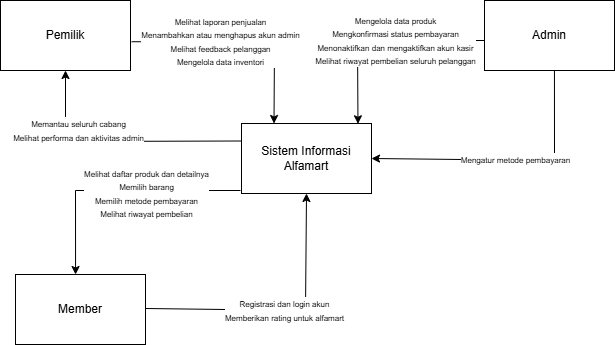 Pemilik
Melihat laporan penjualan
Menambahkan atau menghapus akun admin
Melihat feedback pelanggan
Mengelola data inventori
Mengelola data produk
Mengkonfirmasi status pembayaran
Menonaktifkan dan mengaktifkan akun kasir
Melihat riwayat pembelian seluruh pelanggan
Admin
Memantau seluruh cabang
Melihat performa dan aktivitas admin
Sistem Informasi
Alfamart
Mengatur metode pembayaran
Melihat daftar produk dan detailnya
Memilih barang
Memilih metode pembayaran
Melihat riwayat pembelian
Member
Registrasi dan login akun
Memberikan rating untuk alfamart